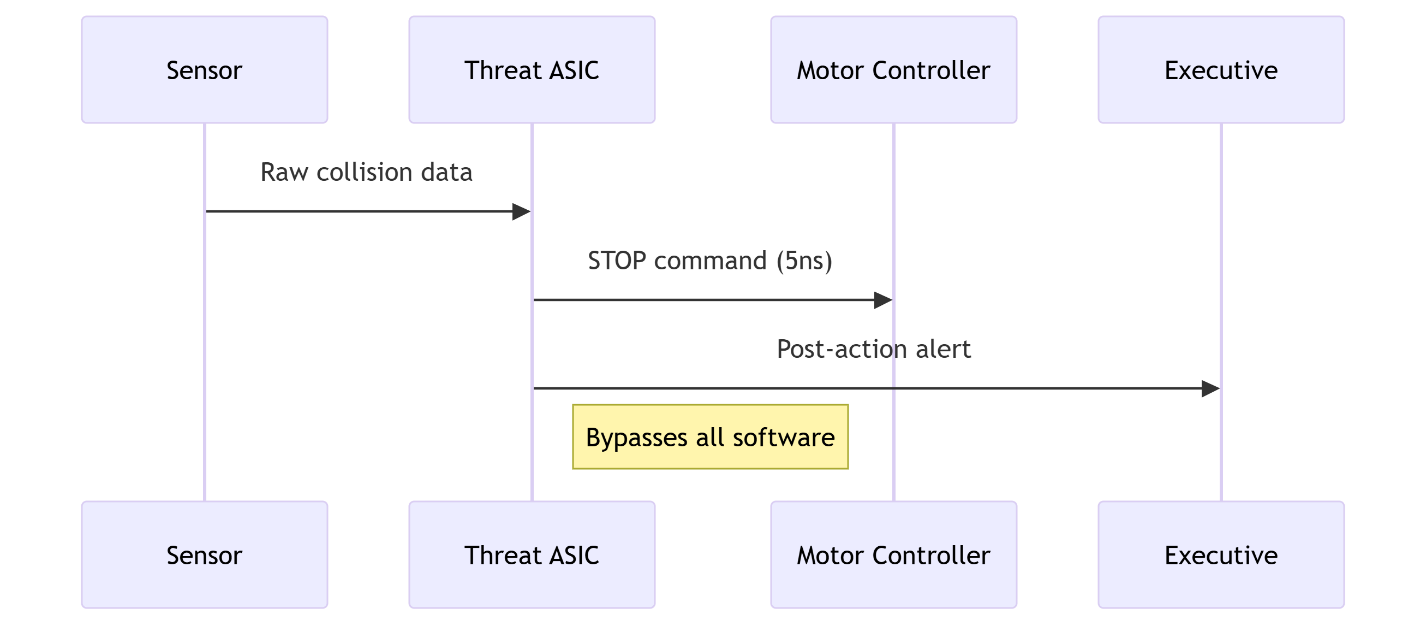 Sensor
Threat ASIC
Motor Controller
Executive
Raw collision data
STOP command (5ns)
Post-action alert
Bypasses all software
Sensor
Threat ASIC
Motor Controller
Executive